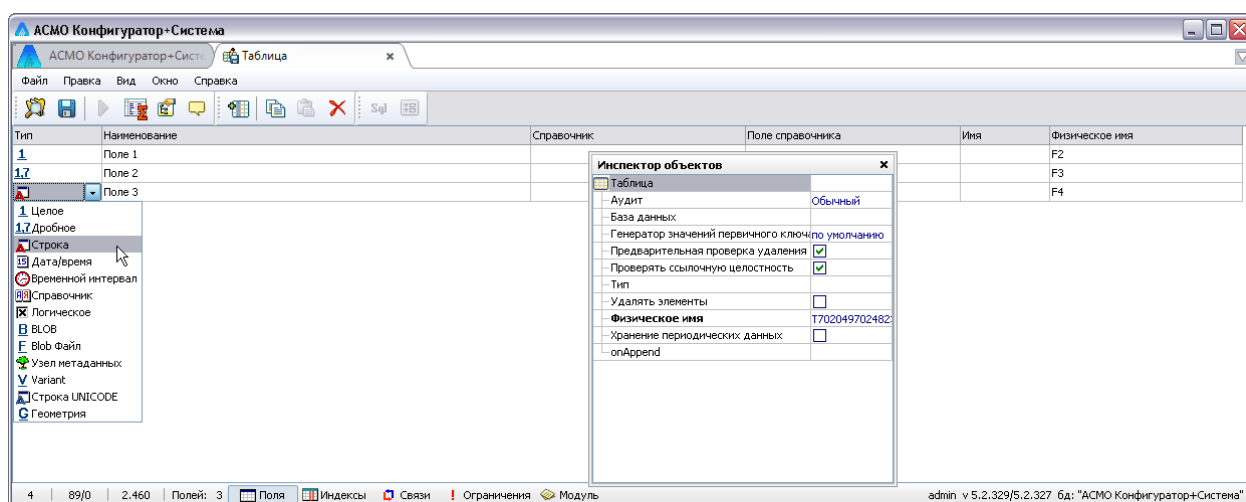 АСМО Конфигуратор+Система
АСМО Конфигуратор+Систе Таблица
Файл Правка Вид Окно Справка
Sql
Тип Наименование Справочник Поле справочника Имя Физическое имя
1 Поле 1 F2
1,7 Поле 2 F3
Поле 3 F4
1 Целое
1,7 Дробное
Строка
15 Дата/время
Временной интервал
Справочник
Логическое
B BLOB
F Blob Файл
Узел метаданных
V Variant
Строка UNICODE
G Геометрия
Инспектор объектов
Таблица
Аудит Обычный
База данных
Генератор значений первичного ключа по умолчанию
Предварительная проверка удаления
Проверять ссылочную целостность
Тип
Удалять элементы
Физическое имя T702049702482
Хранение периодических данных
onAppend
4 89/0 2.460 Полей: 3 Поля Индексы Связи Ограничения Модуль admin v 5.2.329/5.2.327 бд: "АСМО Конфигуратор+Система"